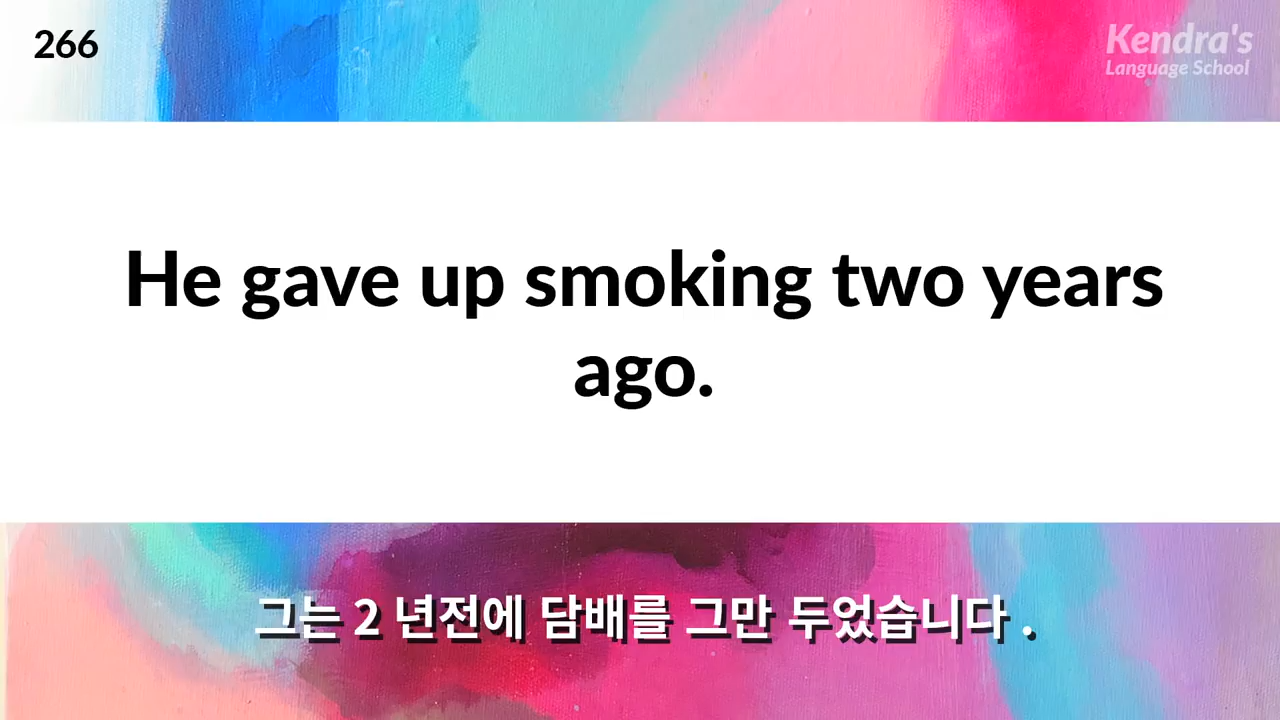 266
Kendra's
Language School
He gave up smoking two years
ago.
그는 2 년전에 담배를 그만 두었습니다 .